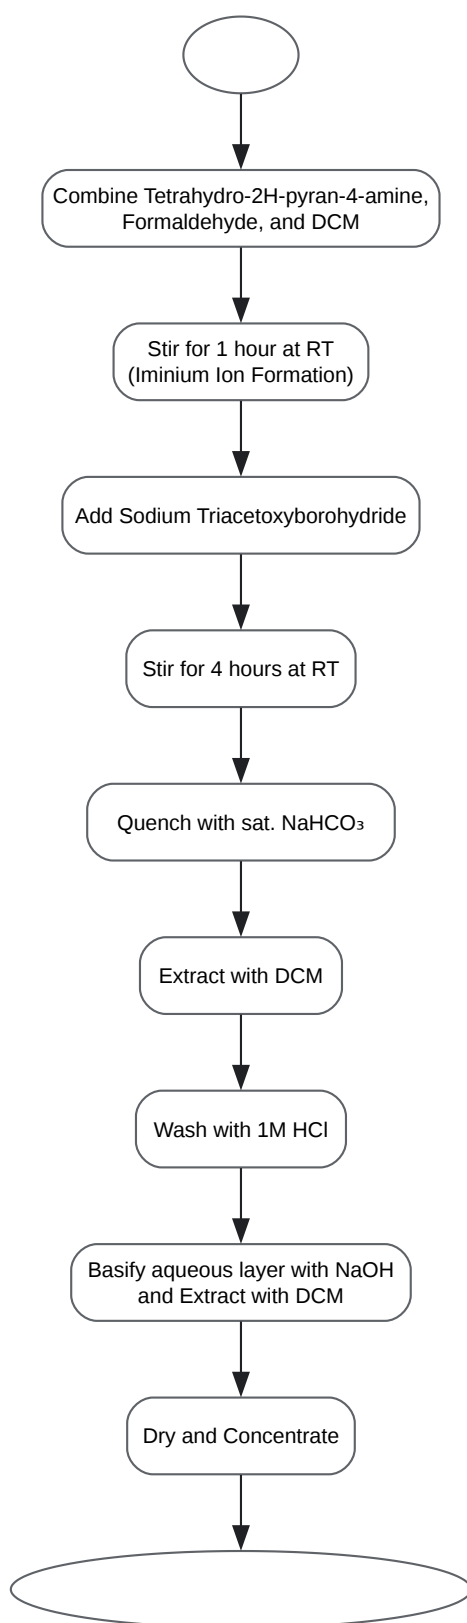 Combine Tetrahydro-2H-pyran-4-amine,
Formaldehyde, and DCM
Stir for 1 hour at RT
(Iminium Ion Formation)
Add Sodium Triacetoxyborohydride
Stir for 4 hours at RT
Quench with sat. NaHCO₃
Extract with DCM
Wash with 1M HCl
Basify aqueous layer with NaOH
and Extract with DCM
Dry and Concentrate